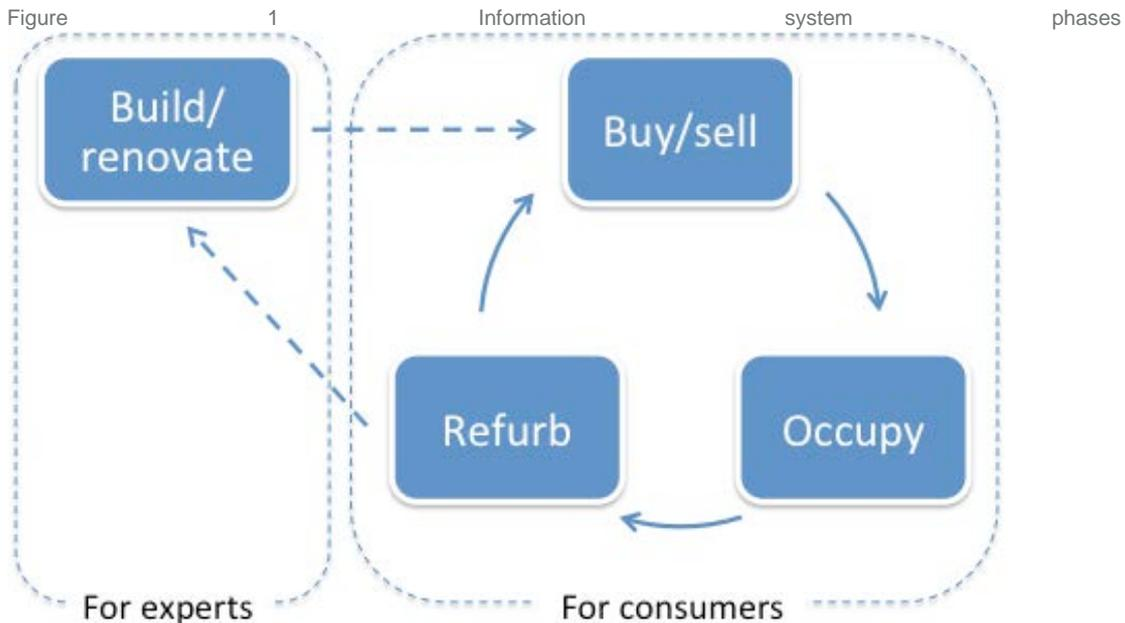 Figure 1 Information system phases
Build/
renovate
Buy/sell
Refurb
Occupy
For experts
For consumers